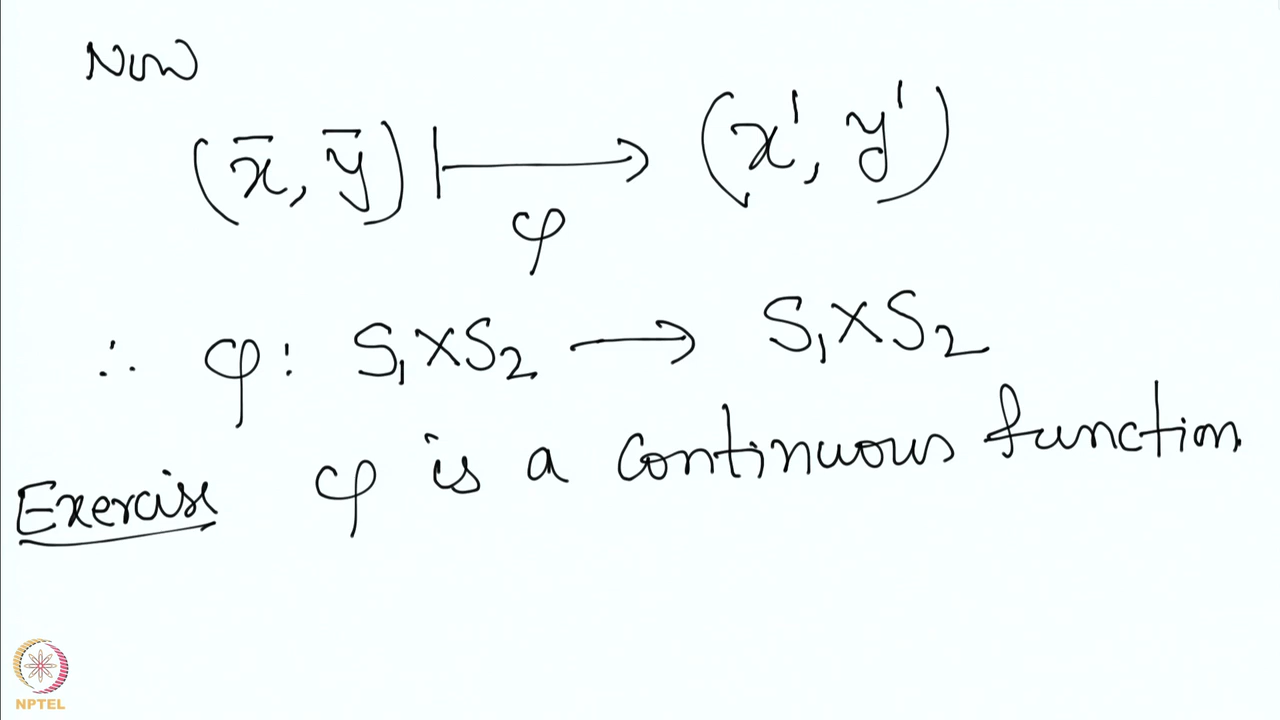 Now
(x̄, ȳ) ⟼ (x', y')
φ
∴ φ: S₁×S₂ ⟶ S₁×S₂
Exercise φ is a continuous function
NPTEL